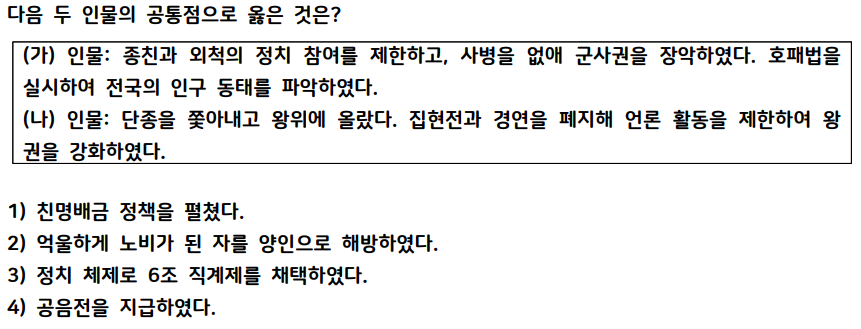 다음 두 인물의 공통점으로 옳은 것은?
(가) 인물: 종친과 외척의 정치 참여를 제한하고, 사병을 없애 군사권을 장악하였다. 호패법을
실시하여 전국의 인구 동태를 파악하였다.
(나) 인물: 단종을 쫓아내고 왕위에 올랐다. 집현전과 경연을 폐지해 언론 활동을 제한하여 왕
권을 강화하였다.
1) 친명배금 정책을 펼쳤다.
2) 억울하게 노비가 된 자를 양인으로 해방하였다.
3) 정치 체제로 6조 직계제를 채택하였다.
4) 공음전을 지급하였다.